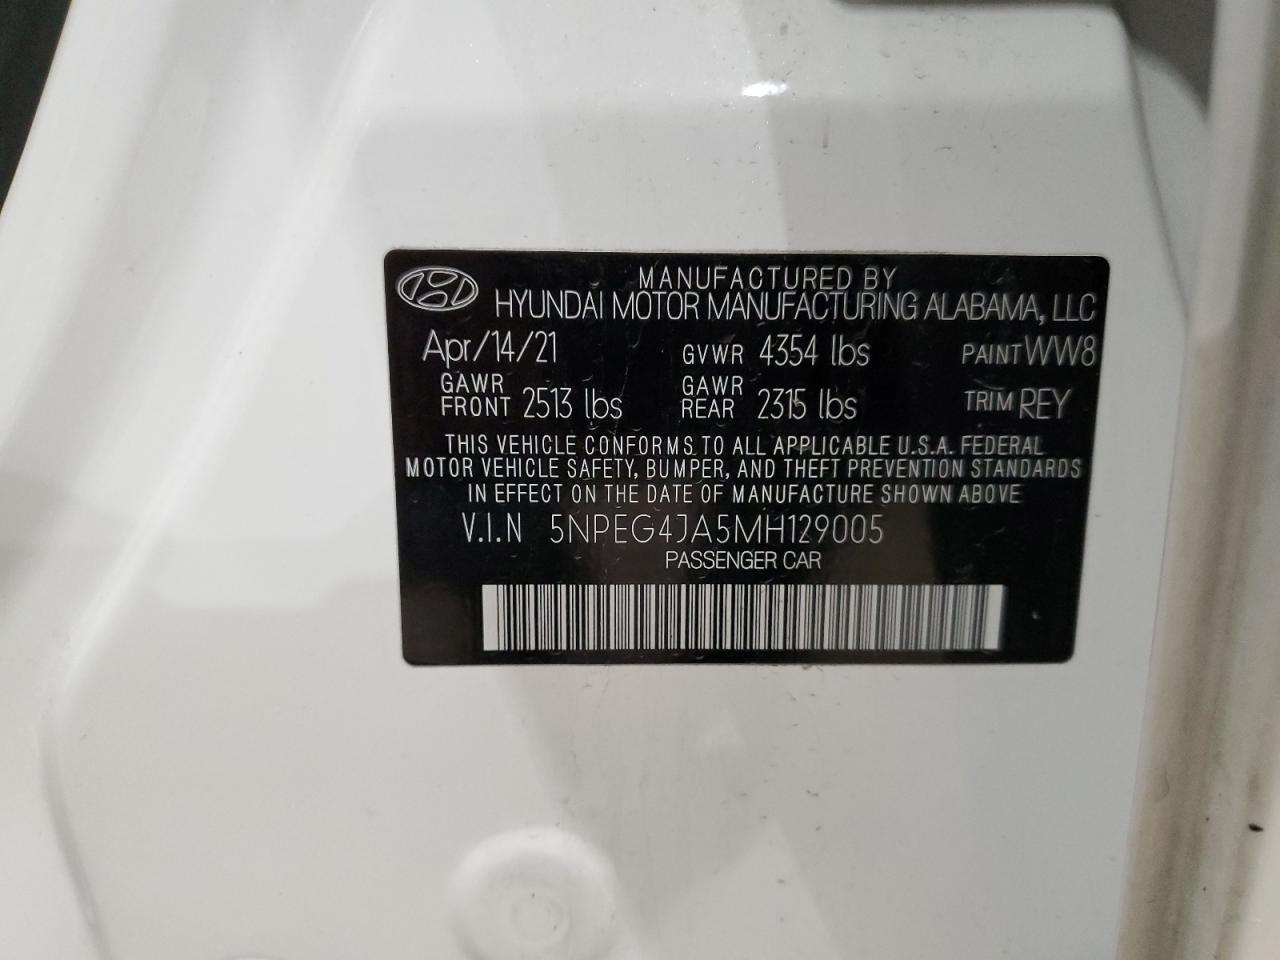 MANUFACTURED BY
HYUNDAI MOTOR MANUFACTURING ALABAMA, LLC
Apr/14/21 GVWR 4354 lbs PAINT WW8
GAWR FRONT 2513 lbs GAWR REAR 2315 lbs TRIM REY
THIS VEHICLE CONFORMS TO ALL APPLICABLE U.S.A. FEDERAL
MOTOR VEHICLE SAFETY, BUMPER, AND THEFT PREVENTION STANDARDS
IN EFFECT ON THE DATE OF MANUFACTURE SHOWN ABOVE
V.I.N 5NPEG4JA5MH129005
PASSENGER CAR